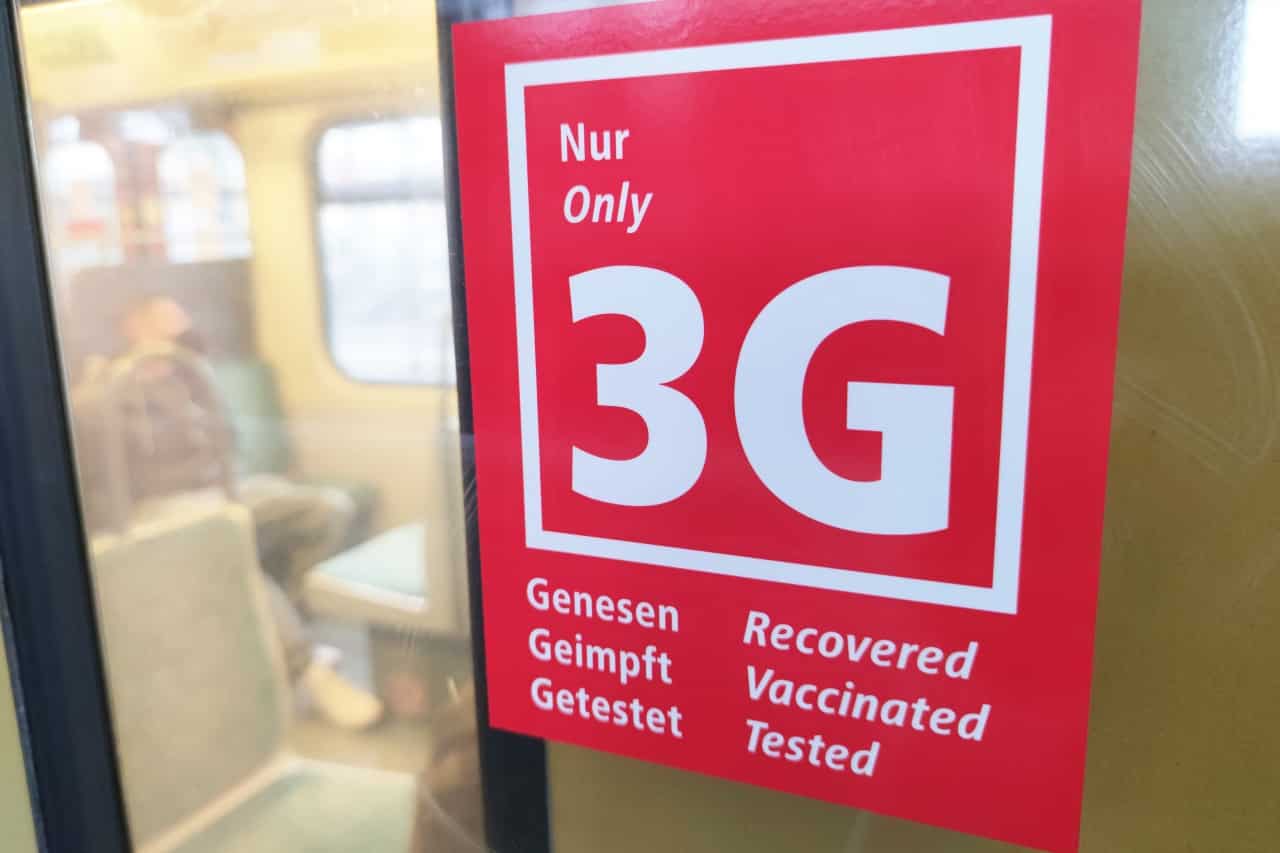 Nur
Only
3G
Genesen
Geimpft
Getestet
Recovered
Vaccinated
Tested